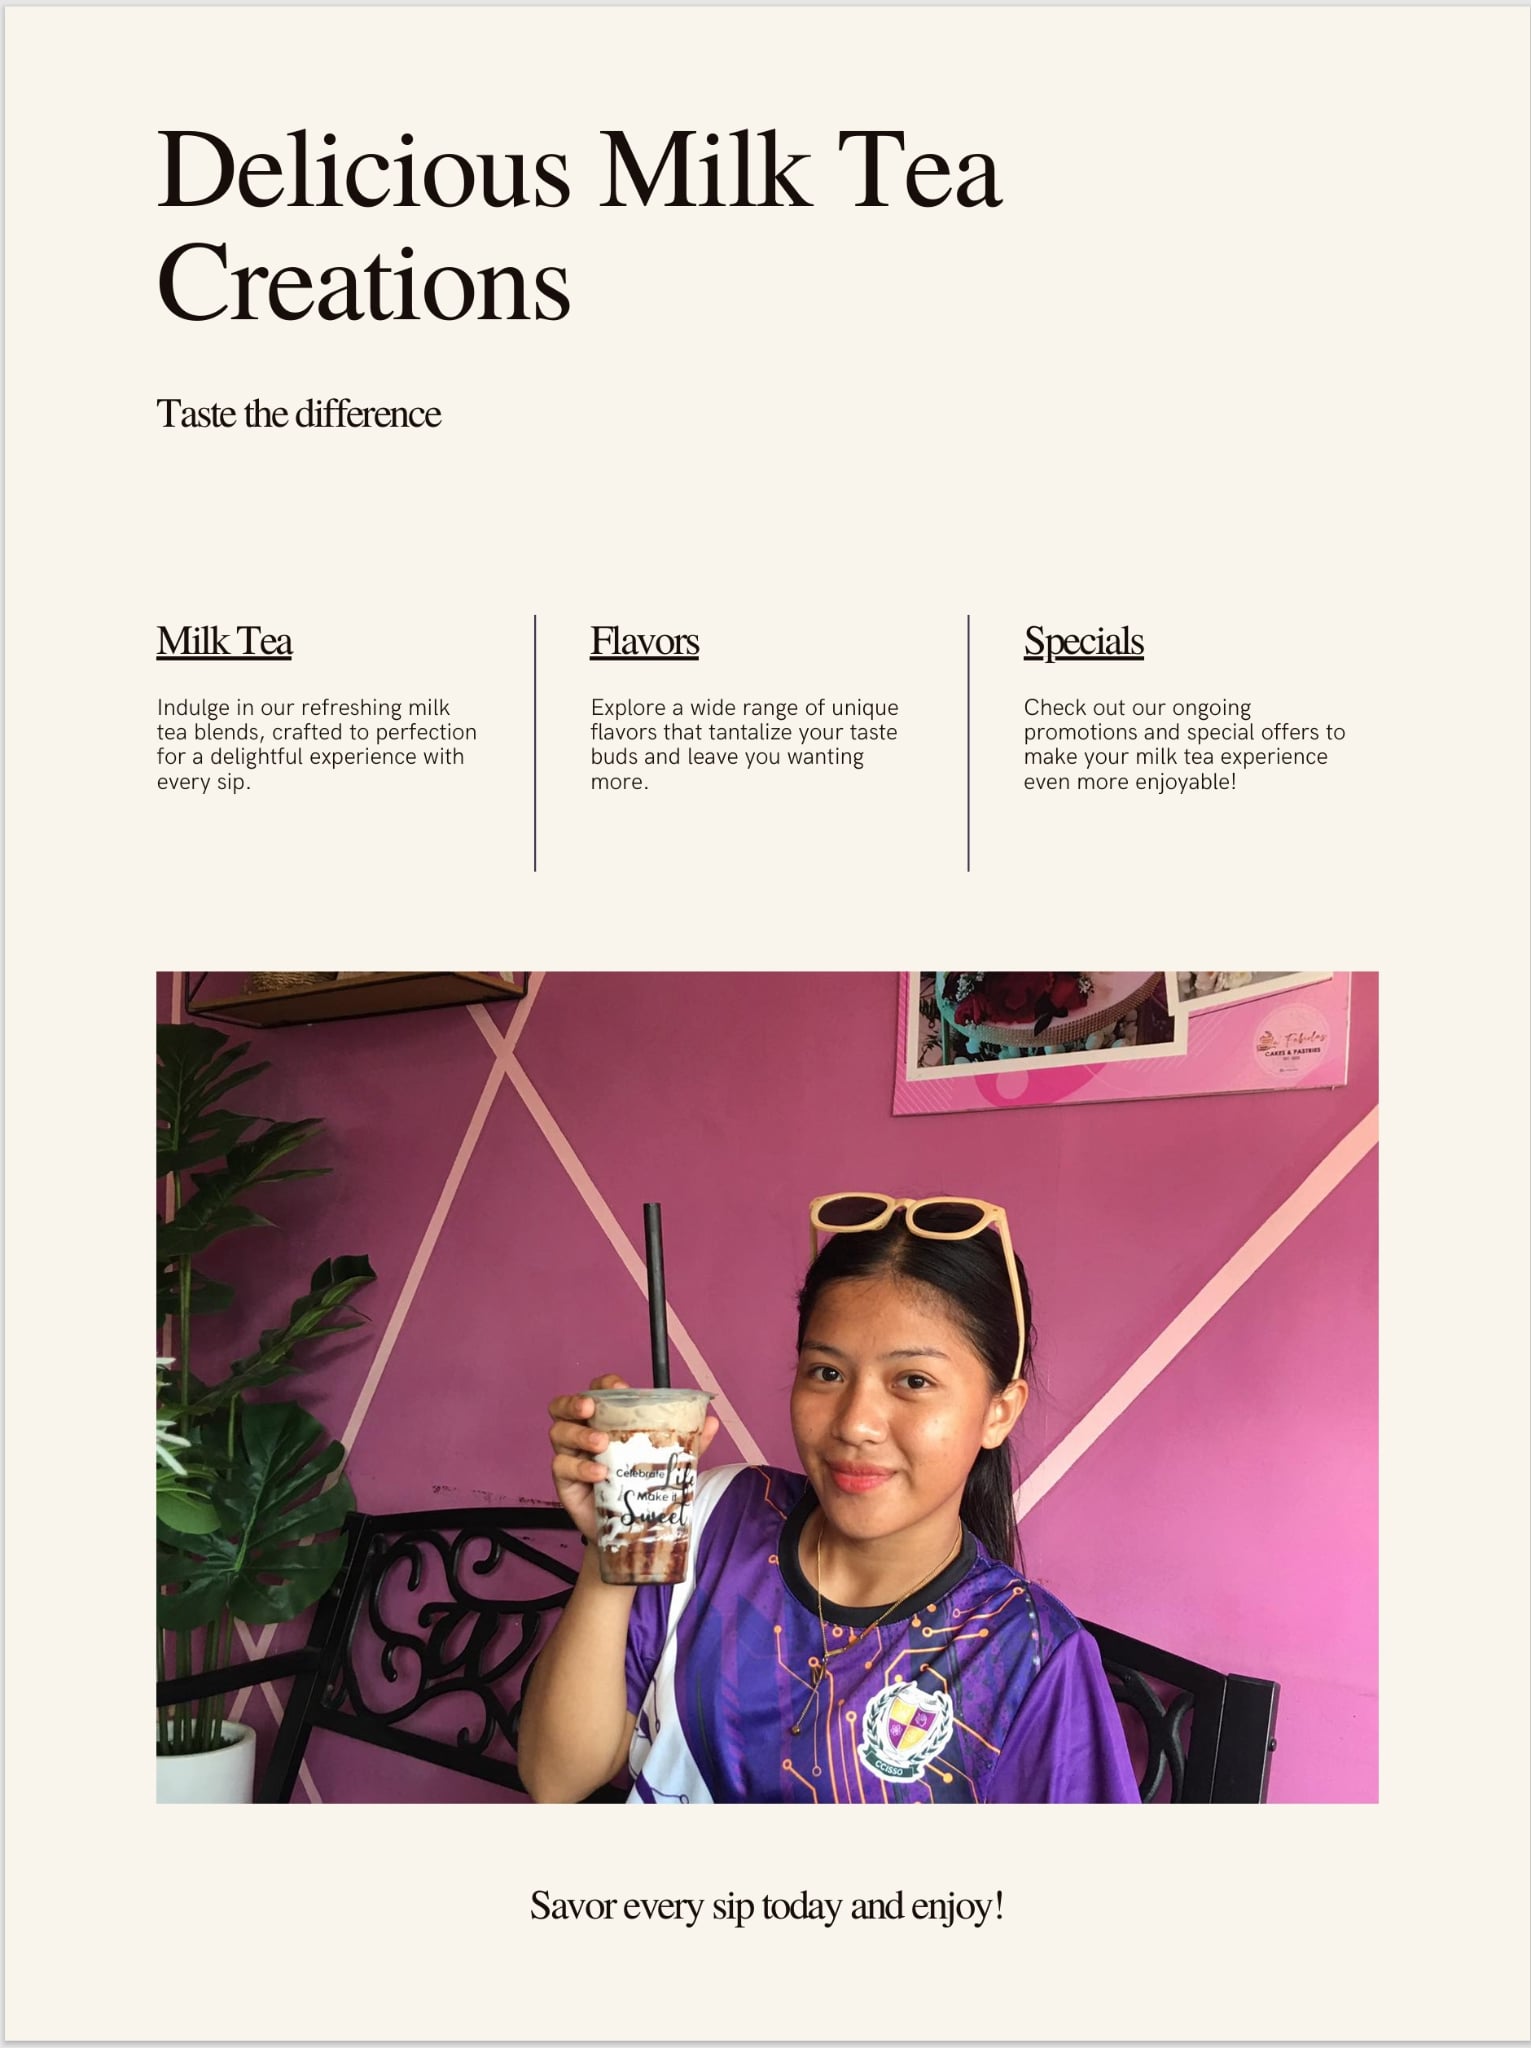 Delicious Milk Tea
Creations
Taste the difference
Milk Tea
Indulge in our refreshing milk
tea blends, crafted to perfection
for a delightful experience with
every sip.
Flavors
Explore a wide range of unique
flavors that tantalize your taste
buds and leave you wanting
more.
Specials
Check out our ongoing
promotions and special offers to
make your milk tea experience
even more enjoyable!
CAKES & PASTRIES
Celebrate Life
Make it
Sweet
CCISSO
Savor every sip today and enjoy!